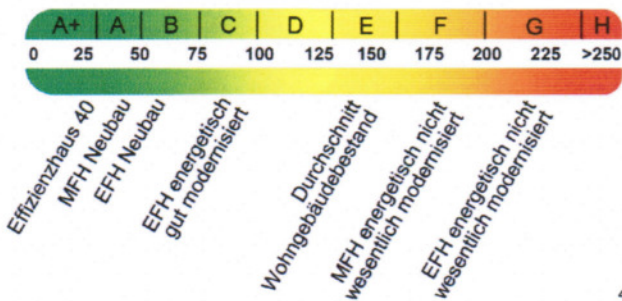 A+ A B C D E F G H
0 25 50 75 100 125 150 175 200 225 >250
Effizienzhaus 40
MFH Neubau
EFH Neubau
EFH energetisch
gut modernisiert
Durchschnitt
Wohngebäudebestand
MFH energetisch nicht
wesentlich modernisiert
EFH energetisch nicht
wesentlich modernisiert